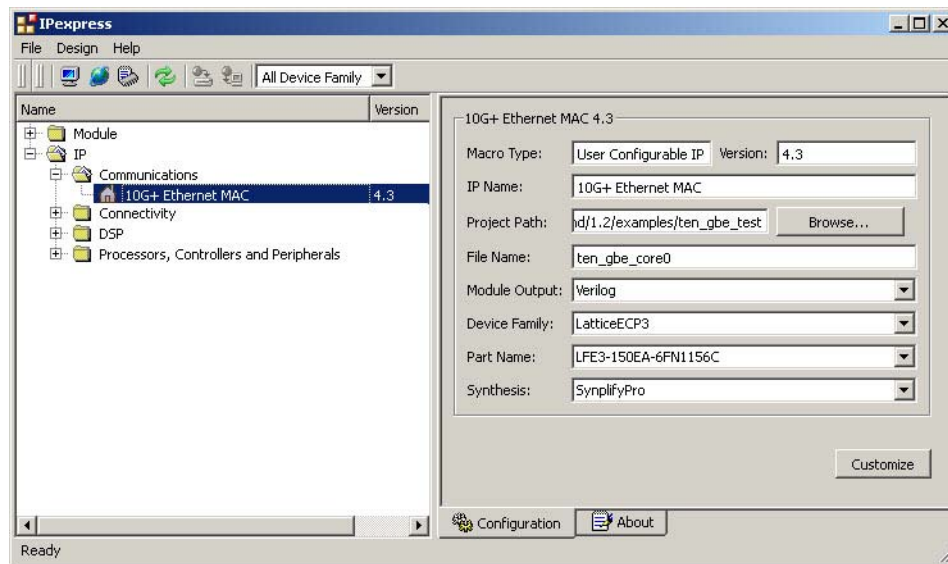 IPexpress
File Design Help
All Device Family
Name Version
Module
IP
Communications
10G+ Ethernet MAC 4.3
Connectivity
DSP
Processors, Controllers and Peripherals
10G+ Ethernet MAC 4.3
Macro Type: User Configurable IP Version: 4.3
IP Name: 10G+ Ethernet MAC
Project Path: nd/1.2/examples/ten_gbe_test Browse...
File Name: ten_gbe_core0
Module Output: Verilog
Device Family: LatticeECP3
Part Name: LFE3-150EA-6FN1156C
Synthesis: SynplifyPro
Customize
Configuration About
Ready